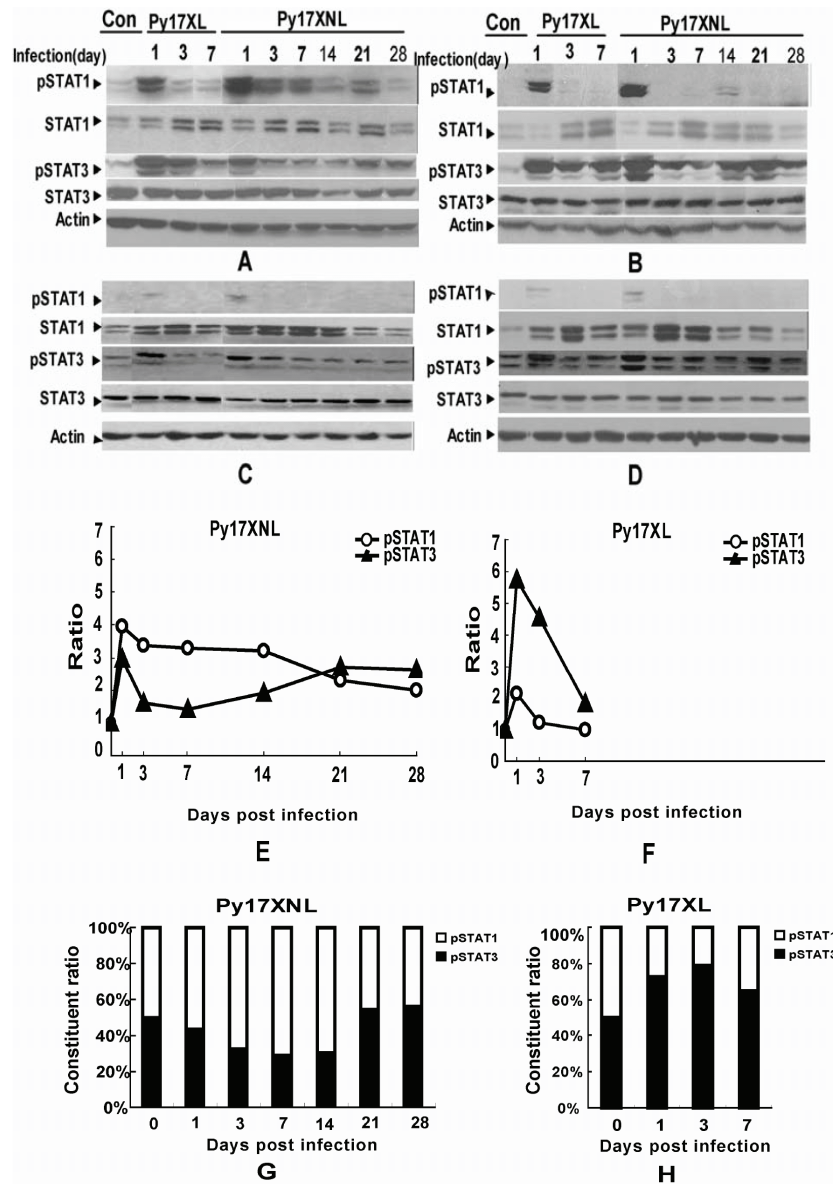 Con Py17XL Py17XNL
Infection(day) 1 3 7 1 3 7 14 21 28
pSTAT1
STAT1
pSTAT3
STAT3
Actin
A
Con Py17XL Py17XNL
Infection(day) 1 3 7 1 3 7 14 21 28
pSTAT1
STAT1
pSTAT3
STAT3
Actin
B
pSTAT1
STAT1
pSTAT3
STAT3
Actin
C
pSTAT1
STAT1
pSTAT3
STAT3
Actin
D
Py17XNL
pSTAT1
pSTAT3
Ratio
7
6
5
4
3
2
1
0
1 3 7 14 21 28
Days post infection
E
Py17XL
pSTAT1
pSTAT3
Ratio
7
6
5
4
3
2
1
0
1 3 7
Days post infection
F
Py17XNL
pSTAT1
pSTAT3
Constituent ratio
100%
80%
60%
40%
20%
0%
0 1 3 7 14 21 28
Days post infection
G
Py17XL
pSTAT1
pSTAT3
Constituent ratio
100%
80%
60%
40%
20%
0%
0 1 3 7
Days post infection
H